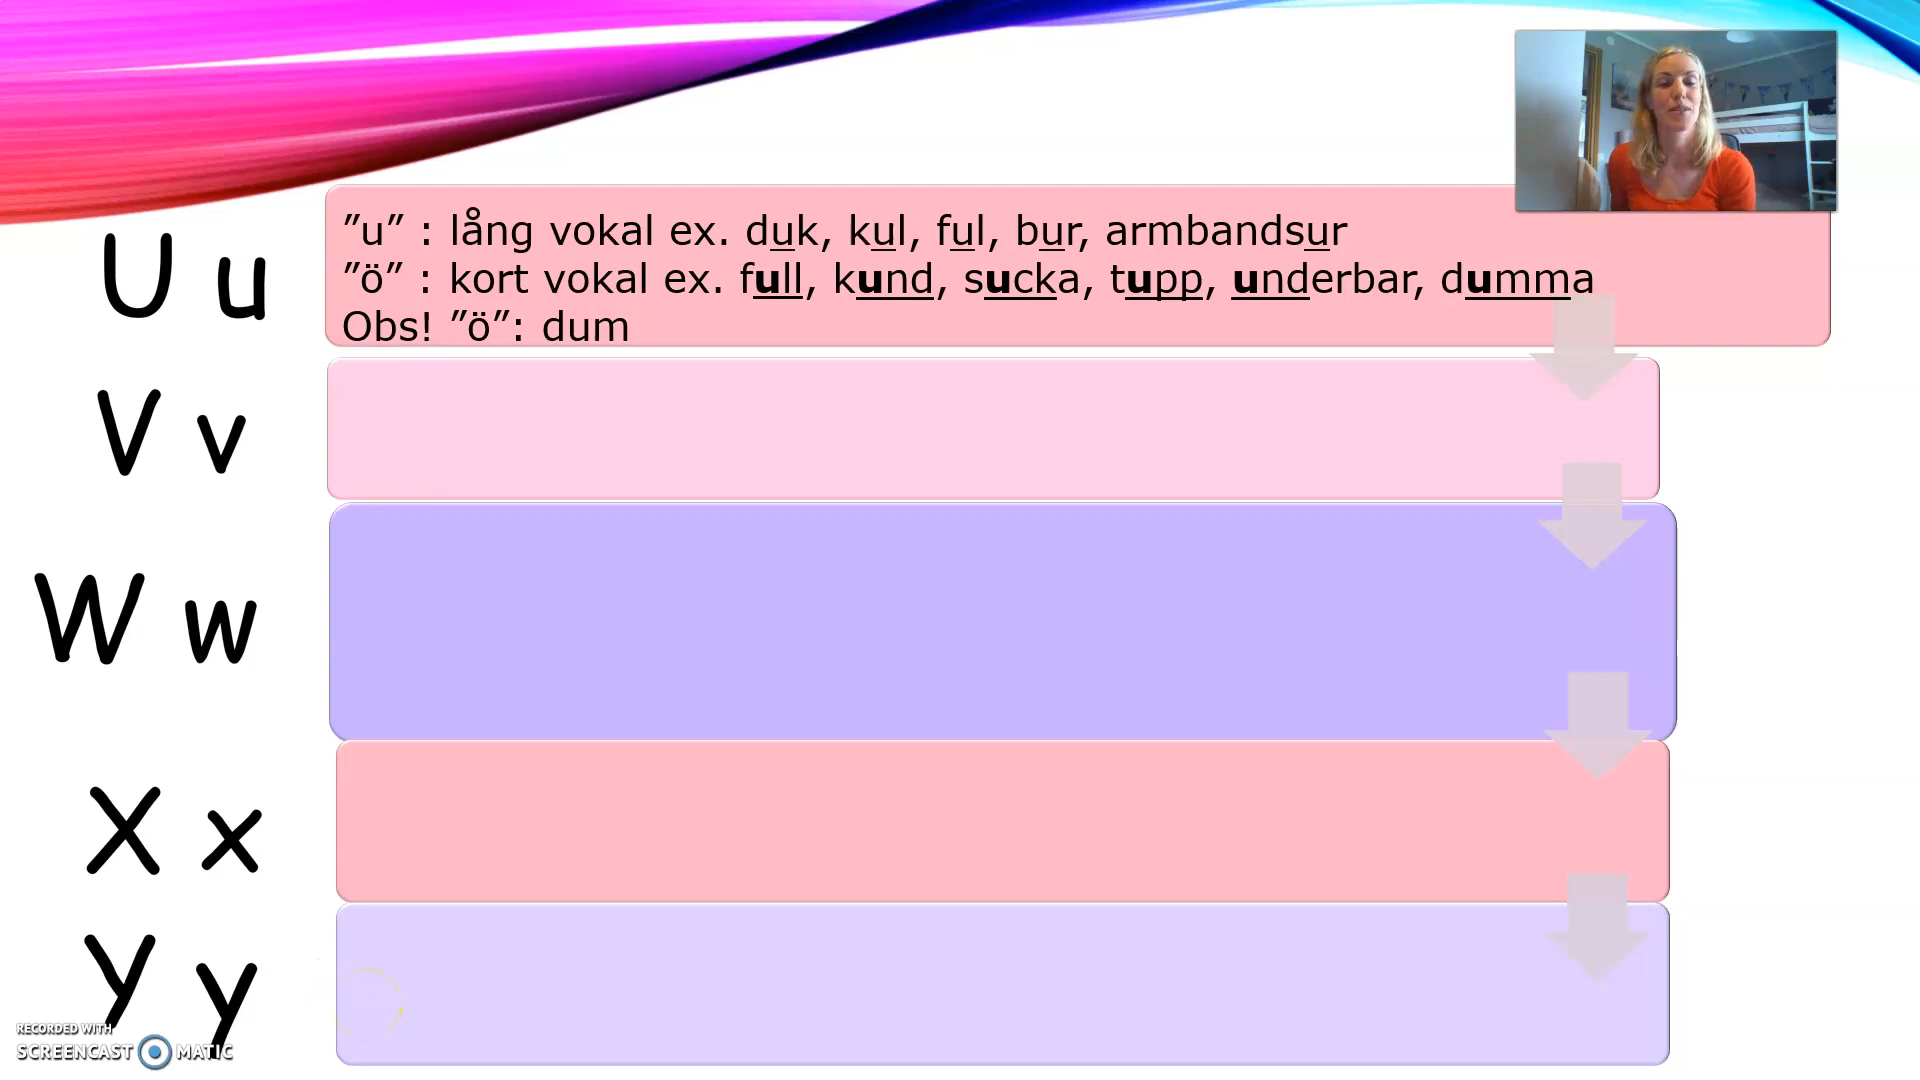 U u
”u” : lång vokal ex. duk, kul, ful, bur, armbandsur
”ö” : kort vokal ex. full, kund, sucka, tupp, underbar, dumma
Obs! ”ö”: dum
V v
W w
X x
Y y
RECORDED WITH
SCREENCAST MATIC